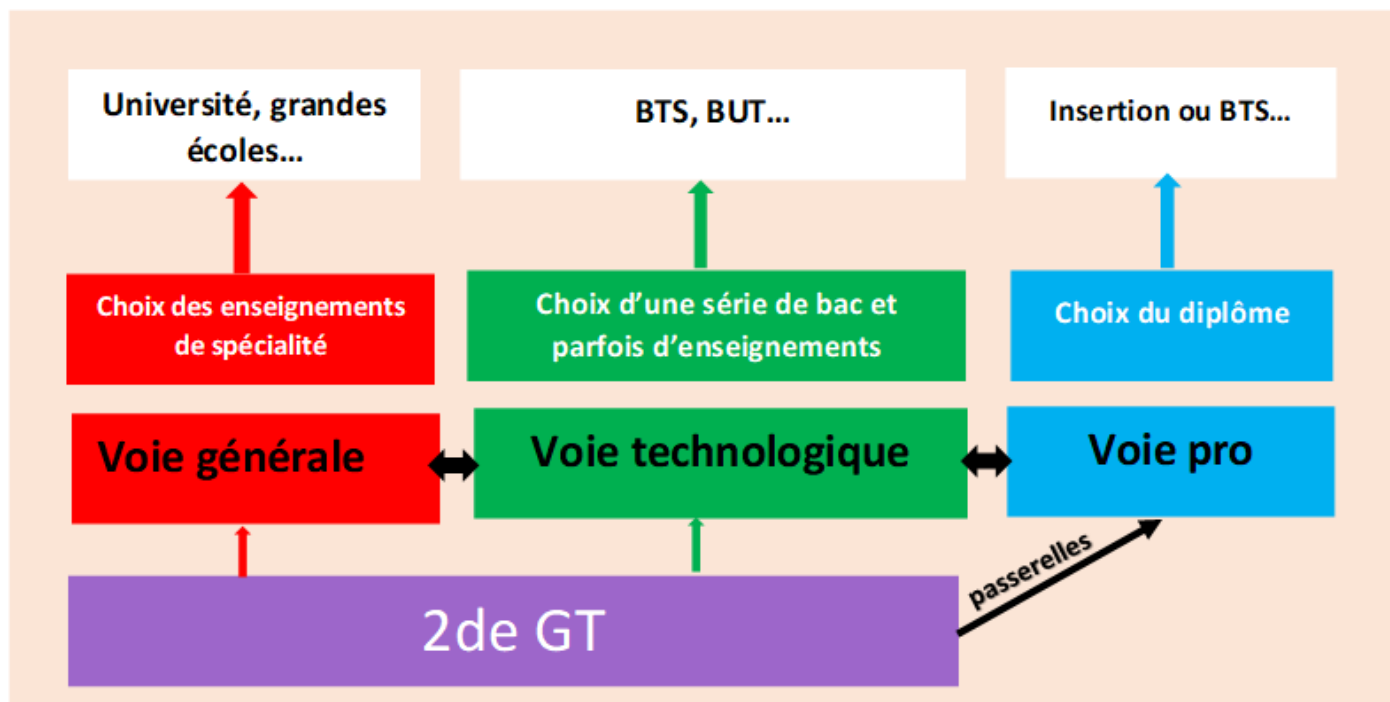 Université, grandes
écoles...
BTS, BUT...
Insertion ou BTS...
Choix des enseignements
de spécialité
Choix d’une série de bac et
parfois d’enseignements
Choix du diplôme
Voie générale
Voie technologique
Voie pro
passerelles
2de GT